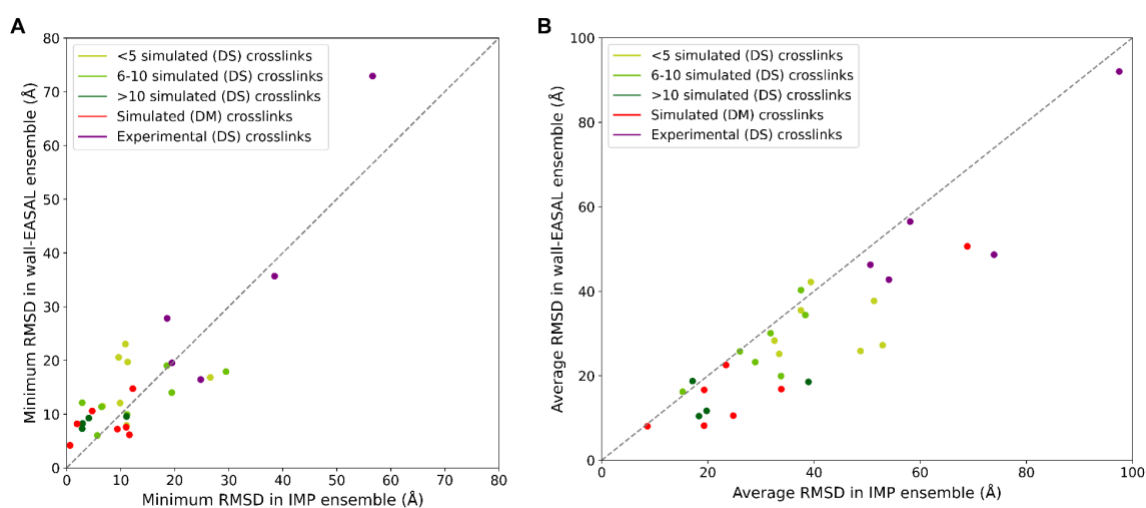 A
80
70
60
50
40
30
20
10
0
0 10 20 30 40 50 60 70 80
Minimum RMSD in wall-EASAL ensemble (Å)
Minimum RMSD in IMP ensemble (Å)
<5 simulated (DS) crosslinks
6-10 simulated (DS) crosslinks
>10 simulated (DS) crosslinks
Simulated (DM) crosslinks
Experimental (DS) crosslinks
B
100
80
60
40
20
0
0 20 40 60 80 100
Average RMSD in wall-EASAL ensemble (Å)
Average RMSD in IMP ensemble (Å)
<5 simulated (DS) crosslinks
6-10 simulated (DS) crosslinks
>10 simulated (DS) crosslinks
Simulated (DM) crosslinks
Experimental (DS) crosslinks